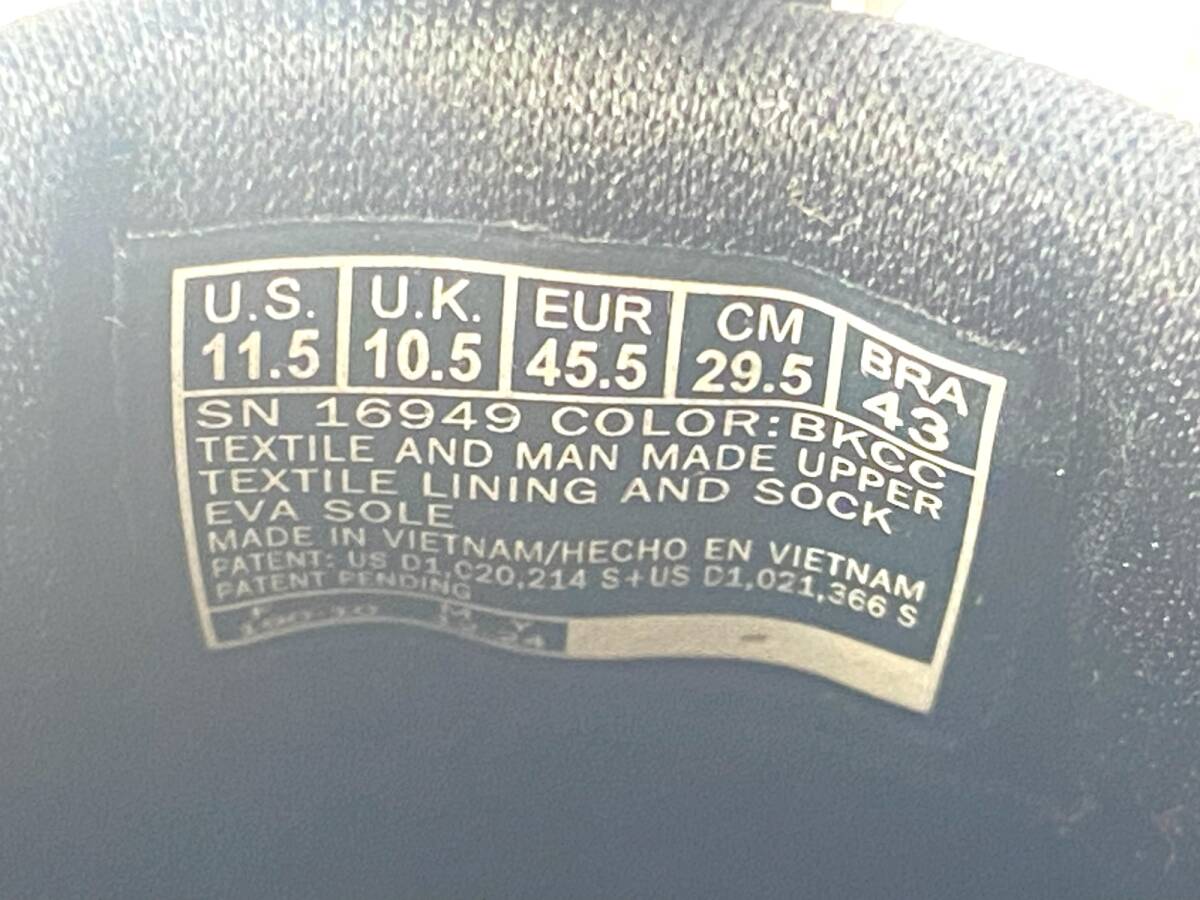 U.S. U.K. EUR CM BRA
11.5 10.5 45.5 29.5 43
SN 16949 COLOR:BKCC
TEXTILE AND MAN MADE UPPER
TEXTILE LINING AND SOCK
EVA SOLE
MADE IN VIETNAM/HECHO EN VIETNAM
PATENT: US D1,020,214 S+US D1,021,366 S
PATENT PENDING